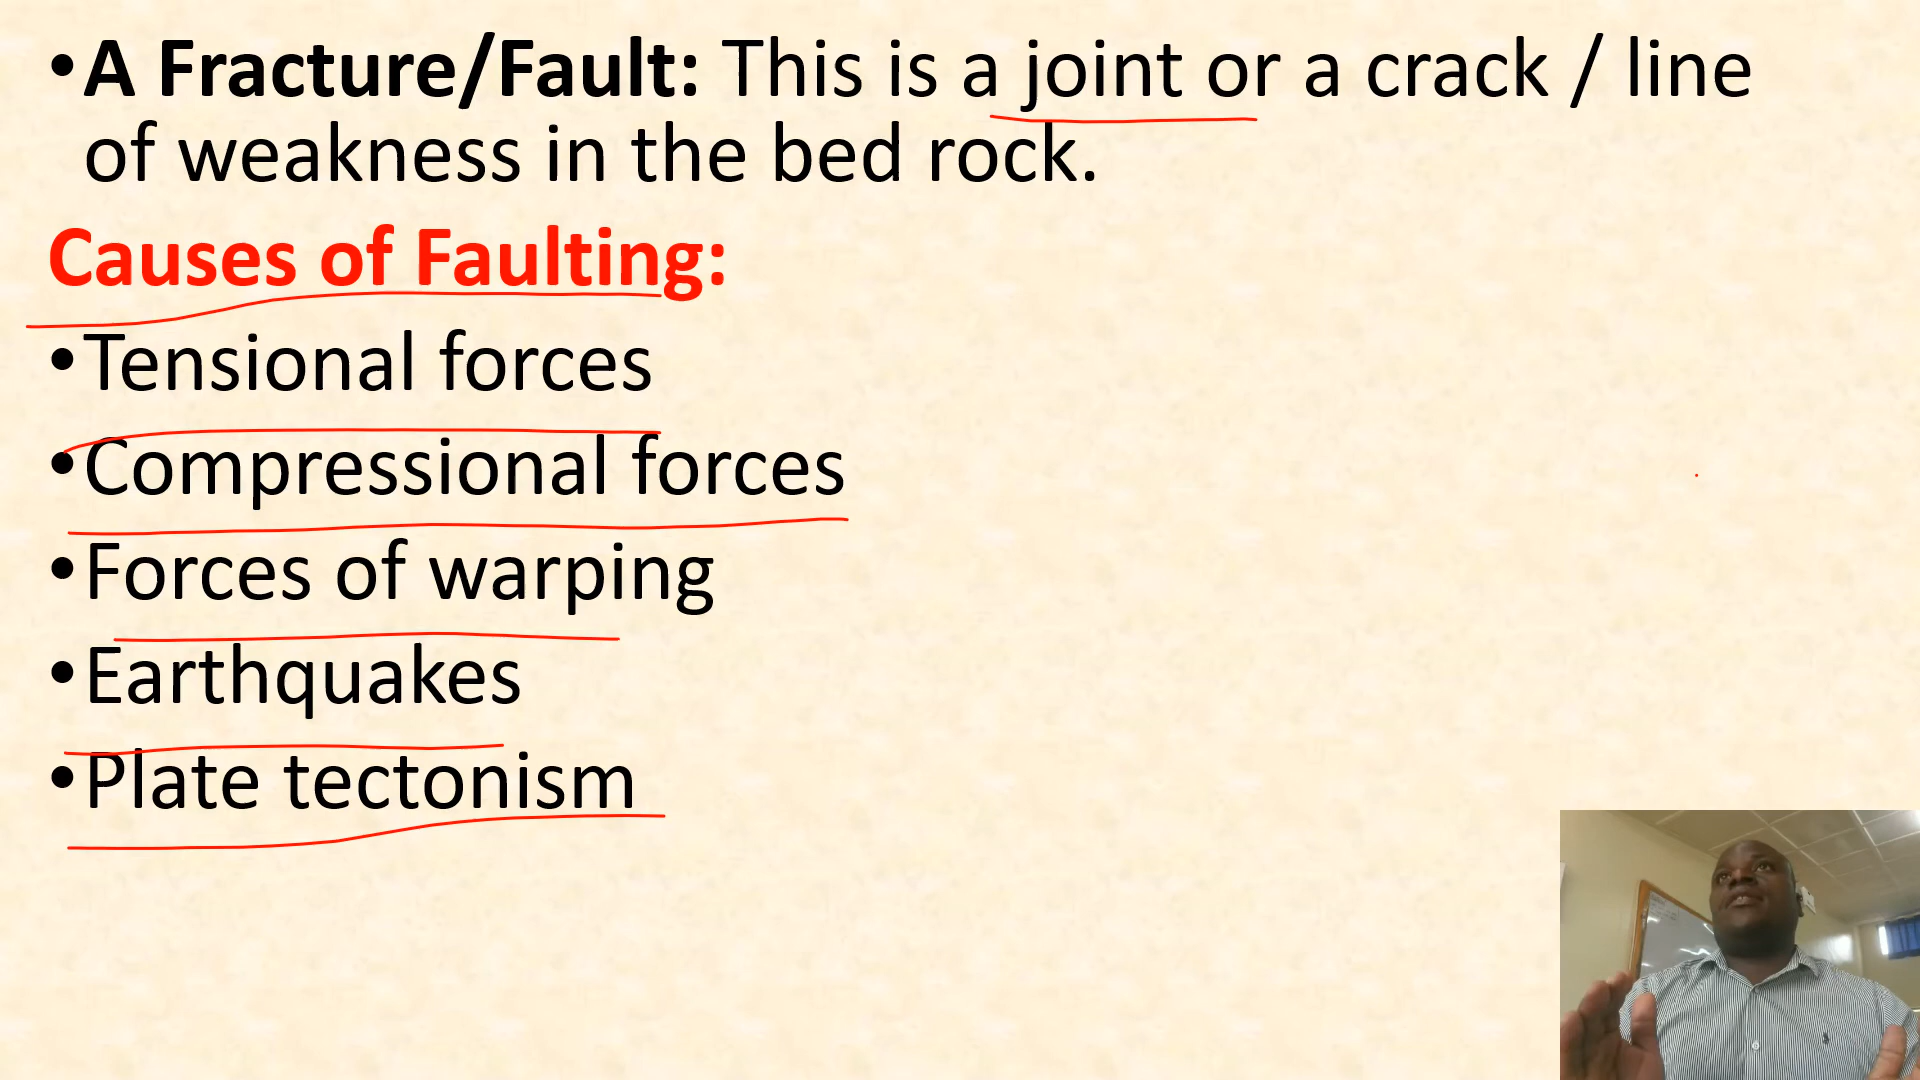 •A Fracture/Fault: This is a joint or a crack / line
of weakness in the bed rock.
Causes of Faulting:
•Tensional forces
•Compressional forces
•Forces of warping
•Earthquakes
•Plate tectonism